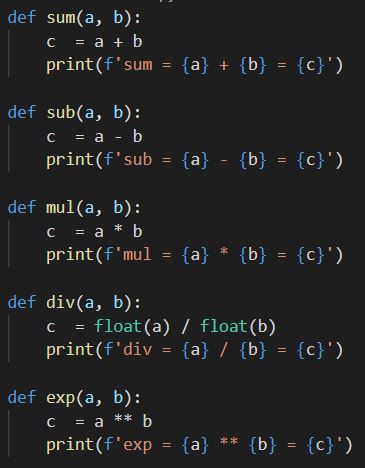 def sum(a, b):
    c  = a + b
    print(f'sum = {a} + {b} = {c}')
def sub(a, b):
    c  = a - b
    print(f'sub = {a} - {b} = {c}')
def mul(a, b):
    c  = a * b
    print(f'mul = {a} * {b} = {c}')
def div(a, b):
    c  = float(a) / float(b)
    print(f'div = {a} / {b} = {c}')
def exp(a, b):
    c  = a ** b
    print(f'exp = {a} ** {b} = {c}')